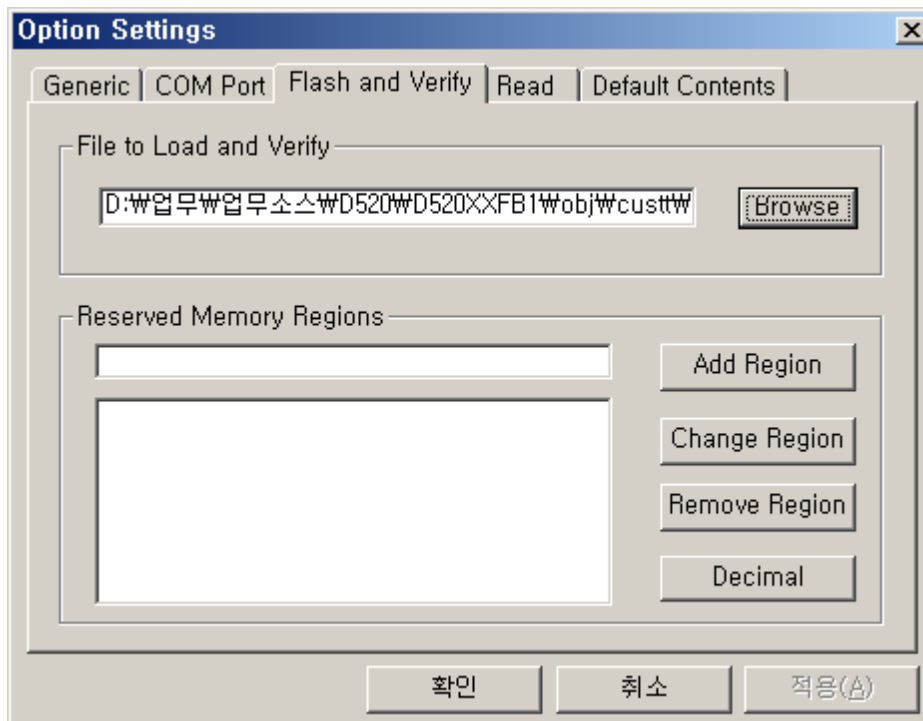 Option Settings
Generic COM Port Flash and Verify Read Default Contents
File to Load and Verify
D:₩업무₩업무소스₩D520₩D520XXFB1₩obj₩custt₩ Browse
Reserved Memory Regions
Add Region
Change Region
Remove Region
Decimal
확인 취소 적용(A)